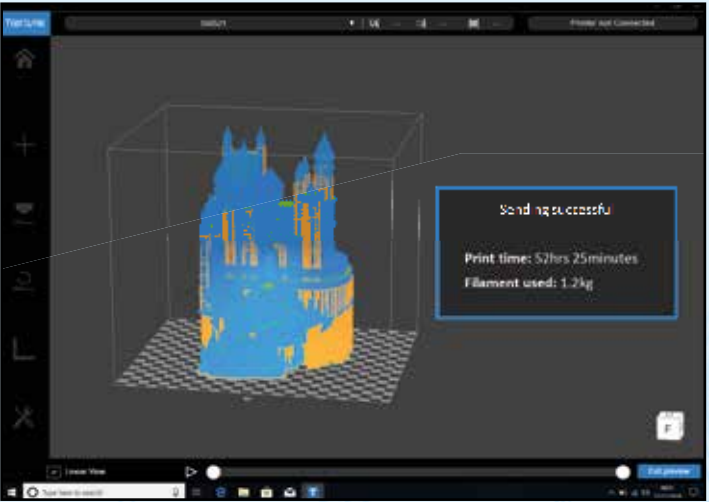 Printer not Connected
Sending successful
Print time: 52hrs 25minutes
Filament used: 1.2kg
F
Linear View
Exit preview
Type here to search